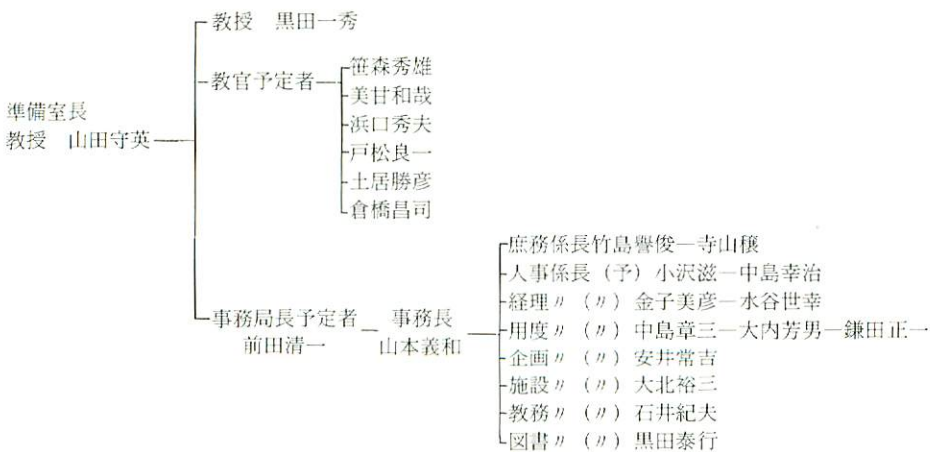 教授 黒田一秀
教官予定者
笹森秀雄
美甘和哉
浜口秀夫
戸松良一
土居勝彦
倉橋昌司
準備室長
教授 山田守英
事務局長予定者
前田清一
事務長
山本義和
庶務係長竹島譽俊―寺山穣
人事係長(予)小沢滋―中島幸治
経理〃(〃)金子美彦―水谷世幸
用度〃(〃)中島章三―大内芳男―鎌田正一
企画〃(〃)安井常吉
施設〃(〃)大北裕三
教務〃(〃)石井紀夫
図書〃(〃)黒田泰行